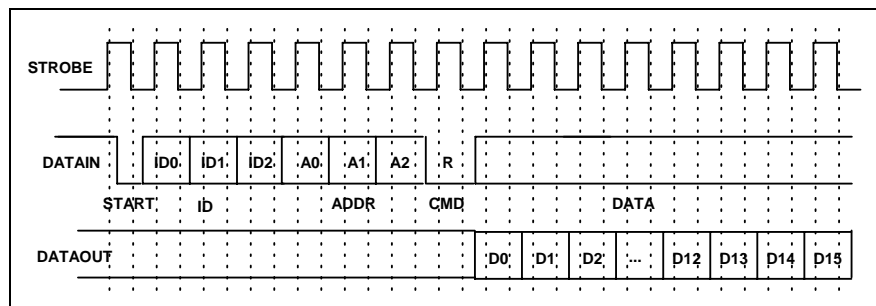 STROBE
DATAIN ID0 ID1 ID2 A0 A1 A2 R
START ID ADDR CMD DATA
DATAOUT D0 D1 D2 ... D12 D13 D14 D15